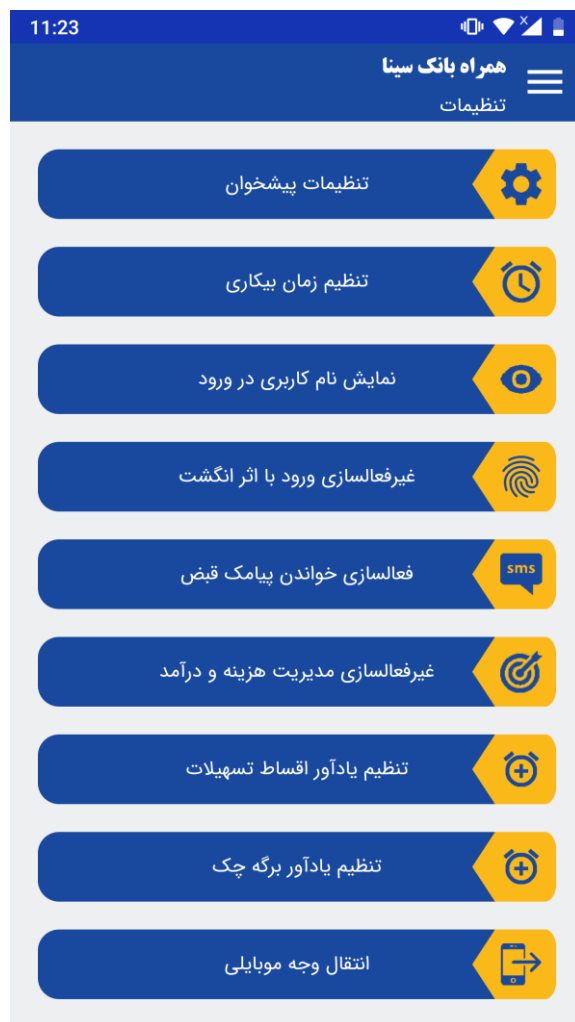 11:23
همراه بانک سینا
تنظیمات
تنظیمات پیشخوان
تنظیم زمان بیکاری
نمایش نام کاربری در ورود
غیرفعالسازی ورود با اثر انگشت
فعالسازی خواندن پیامک قبض
sms
غیرفعالسازی مدیریت هزینه و درآمد
تنظیم یادآور اقساط تسهیلات
تنظیم یادآور برگه چک
انتقال وجه موبایلی